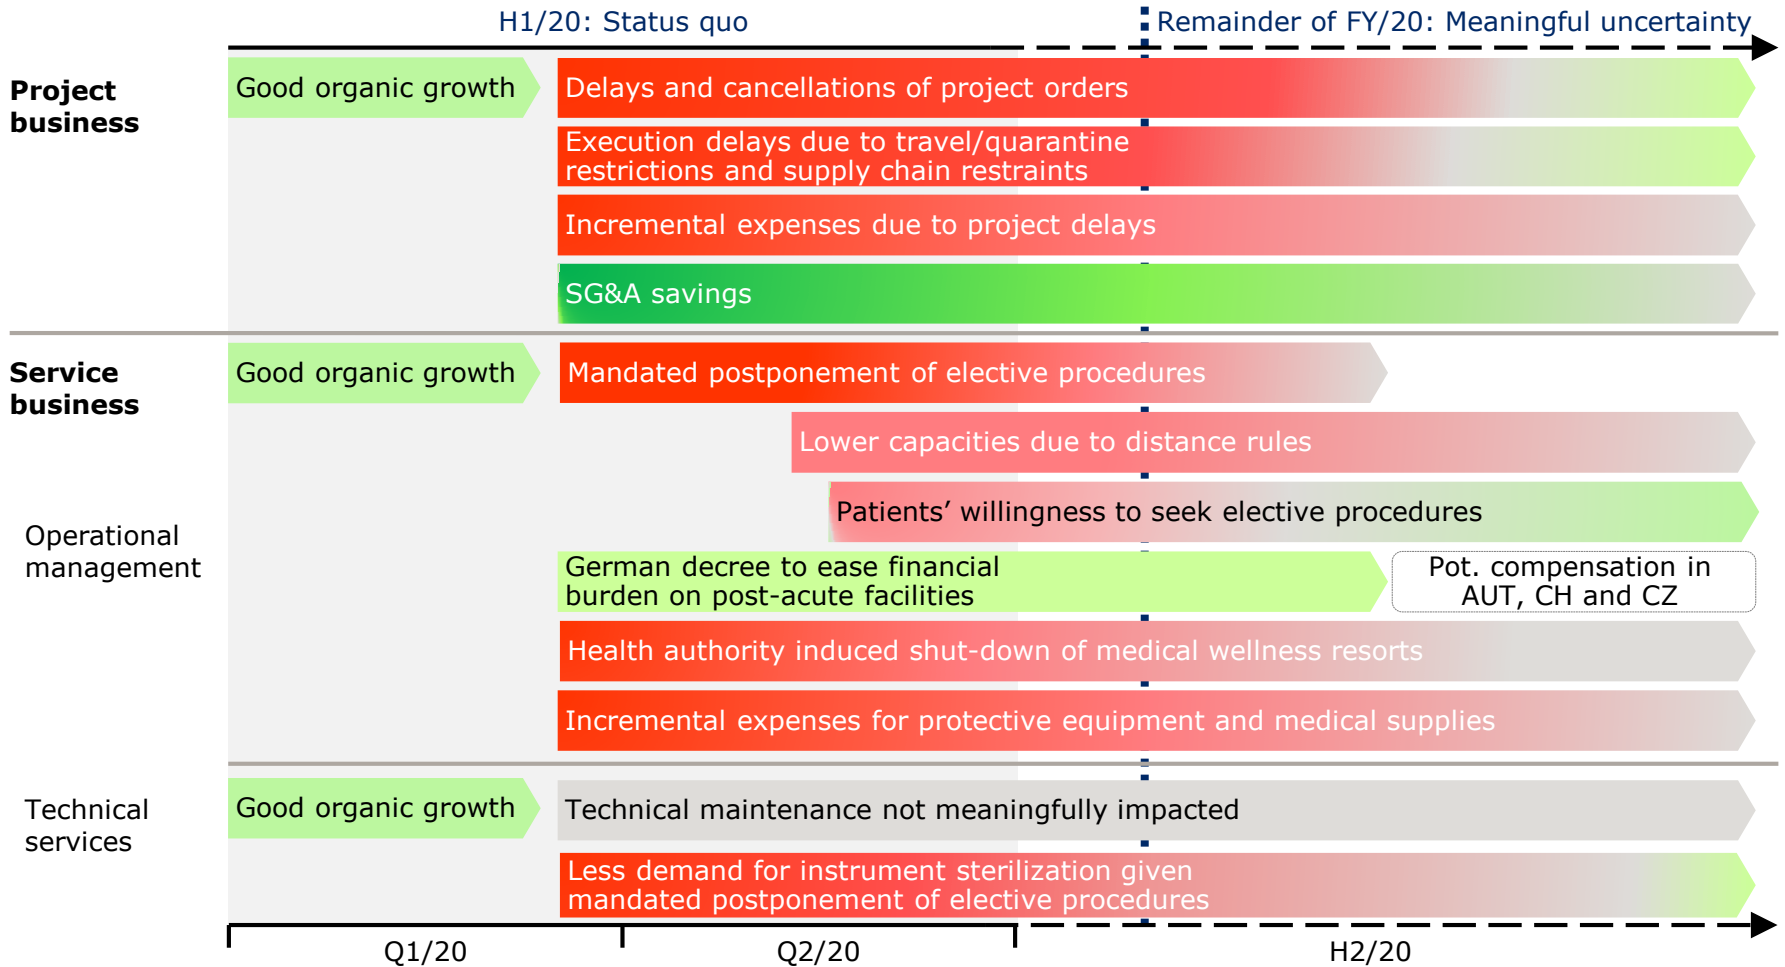 H1/20: Status quo
Remainder of FY/20: Meaningful uncertainty
Project
business
Good organic growth
Delays and cancellations of project orders
Execution delays due to travel/quarantine
restrictions and supply chain restraints
Incremental expenses due to project delays
SG&A savings
Service
business
Good organic growth
Mandated postponement of elective procedures
Lower capacities due to distance rules
Patients’ willingness to seek elective procedures
Operational
management
German decree to ease financial
burden on post-acute facilities
Pot. compensation in
AUT, CH and CZ
Health authority induced shut-down of medical wellness resorts
Incremental expenses for protective equipment and medical supplies
Technical
services
Good organic growth
Technical maintenance not meaningfully impacted
Less demand for instrument sterilization given
mandated postponement of elective procedures
Q1/20
Q2/20
H2/20